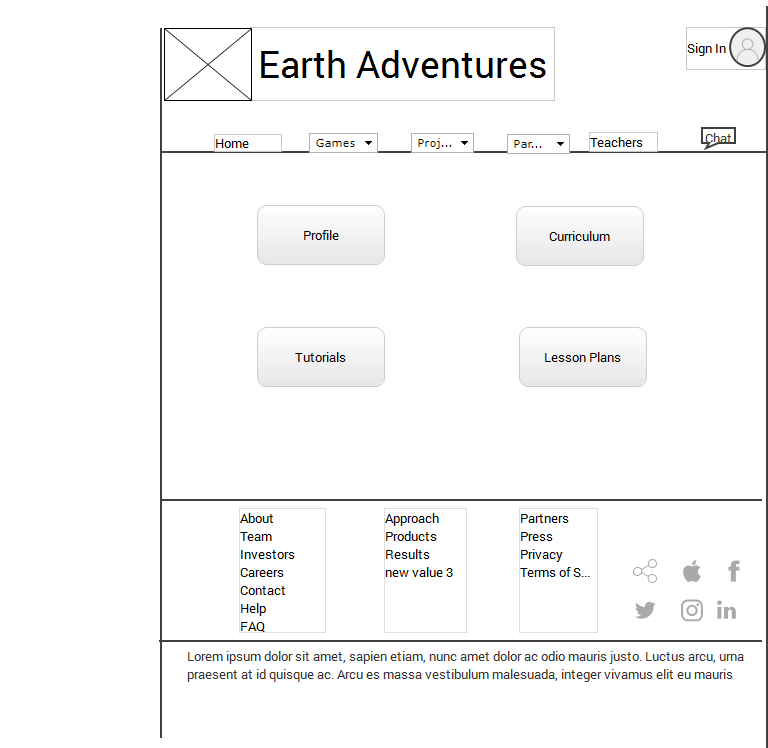 Earth Adventures
Sign In
Home
Games
Proj...
Par...
Teachers
Chat
Profile
Curriculum
Tutorials
Lesson Plans
About
Team
Investors
Careers
Contact
Help
FAQ
Approach
Products
Results
new value 3
Partners
Press
Privacy
Terms of S...
Lorem ipsum dolor sit amet, sapien etiam, nunc amet dolor ac odio mauris justo. Luctus arcu, urna
praesent at id quisque ac. Arcu es massa vestibulum malesuada, integer vivamus elit eu mauris